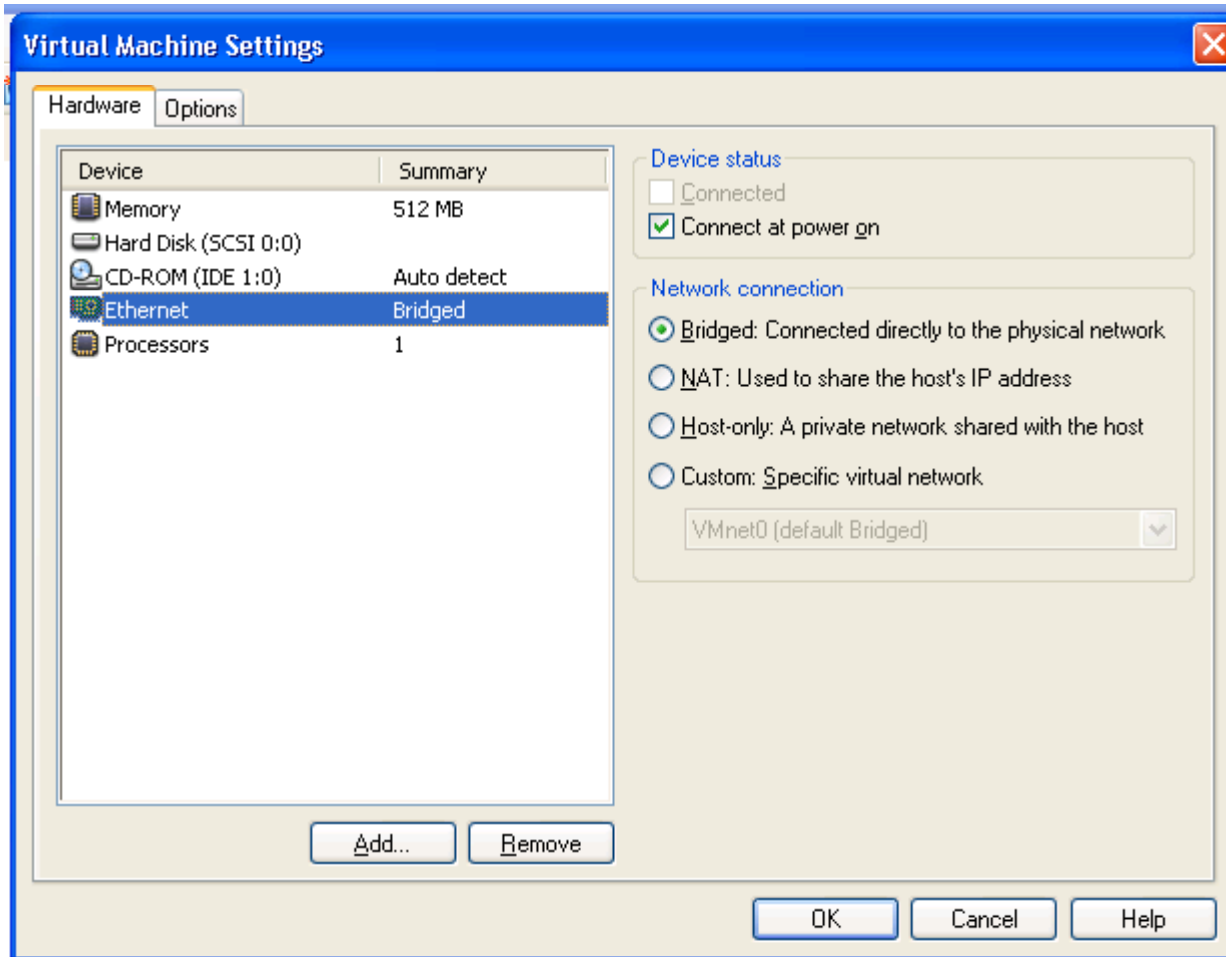 Virtual Machine Settings
Hardware
Options
Device Summary
Memory 512 MB
Hard Disk (SCSI 0:0)
CD-ROM (IDE 1:0) Auto detect
Ethernet Bridged
Processors 1
Add...
Remove
Device status
Connected
Connect at power on
Network connection
Bridged: Connected directly to the physical network
NAT: Used to share the host's IP address
Host-only: A private network shared with the host
Custom: Specific virtual network
VMnet0 (default Bridged)
OK
Cancel
Help